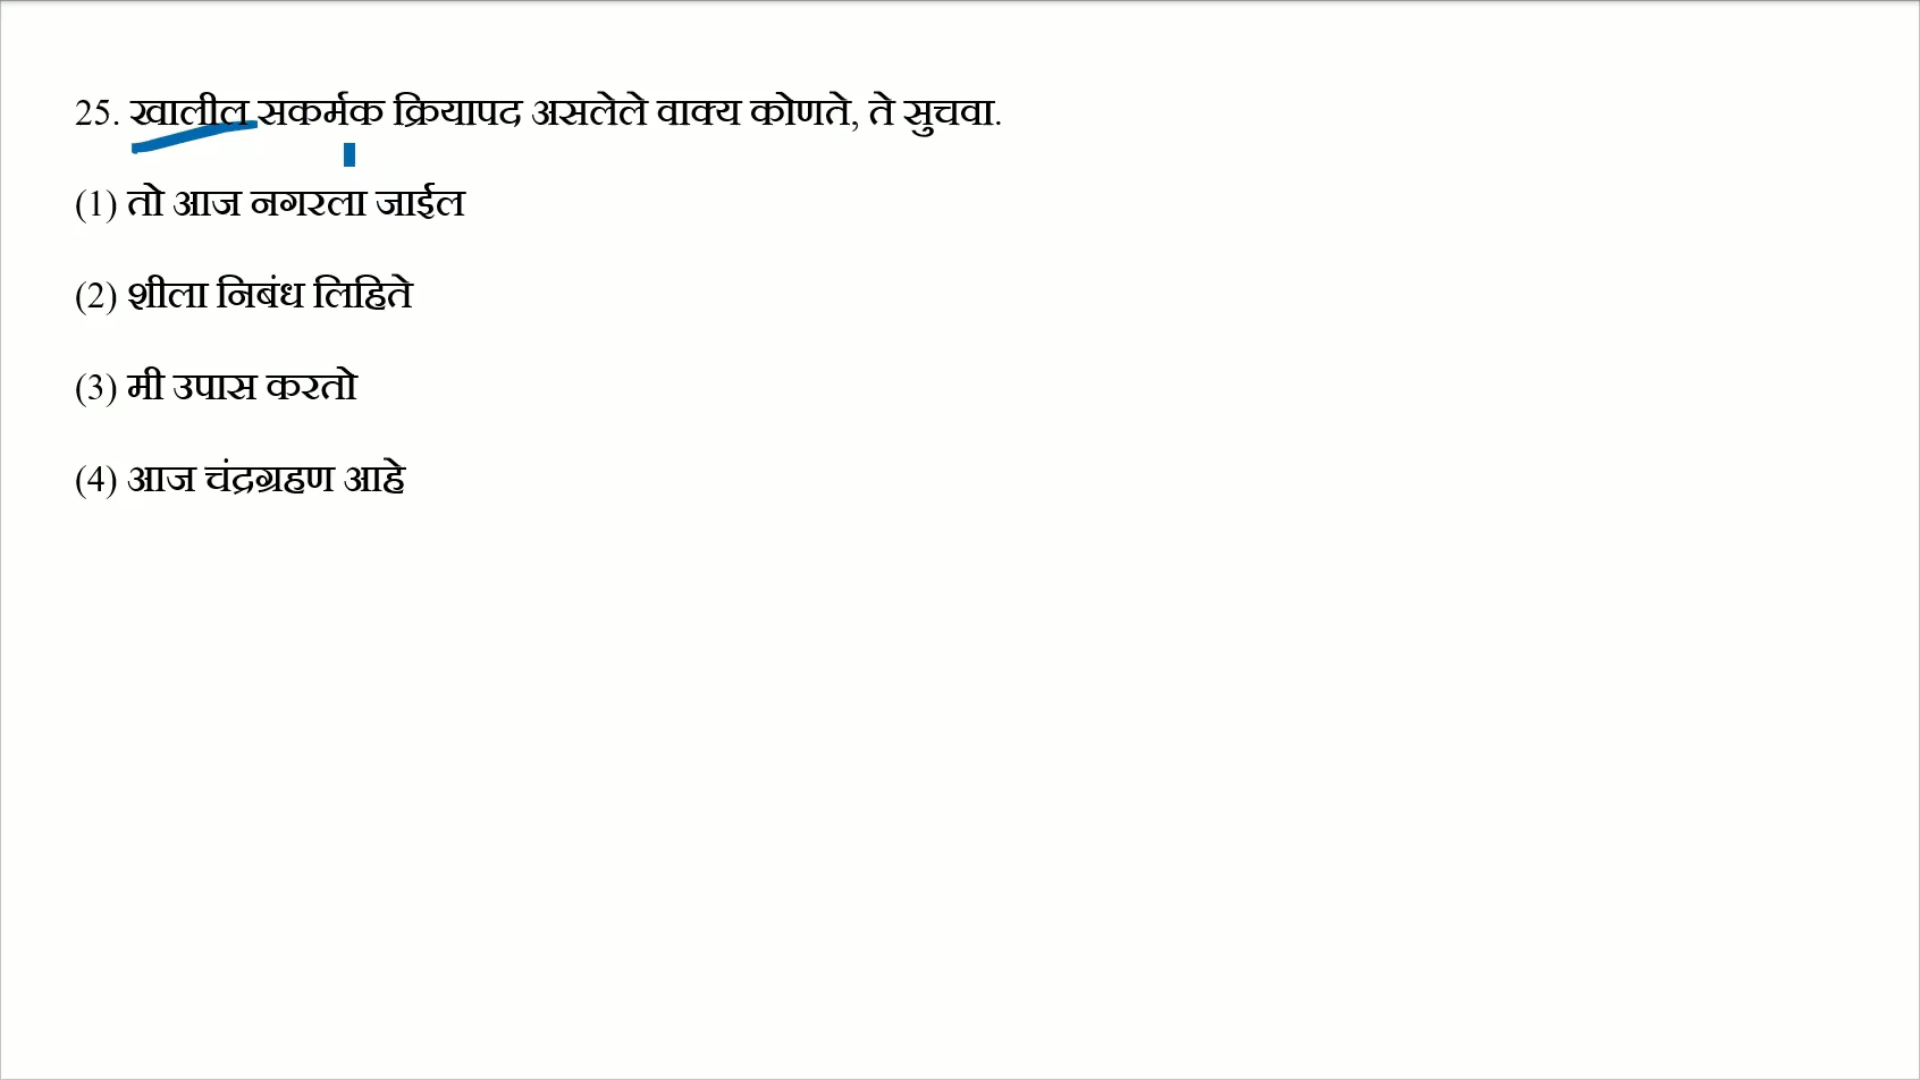 25. खालील सकर्मक क्रियापद असलेले वाक्य कोणते, ते सुचवा.
(1) तो आज नगरला जाईल
(2) शीला निबंध लिहिते
(3) मी उपास करतो
(4) आज चंद्रग्रहण आहे